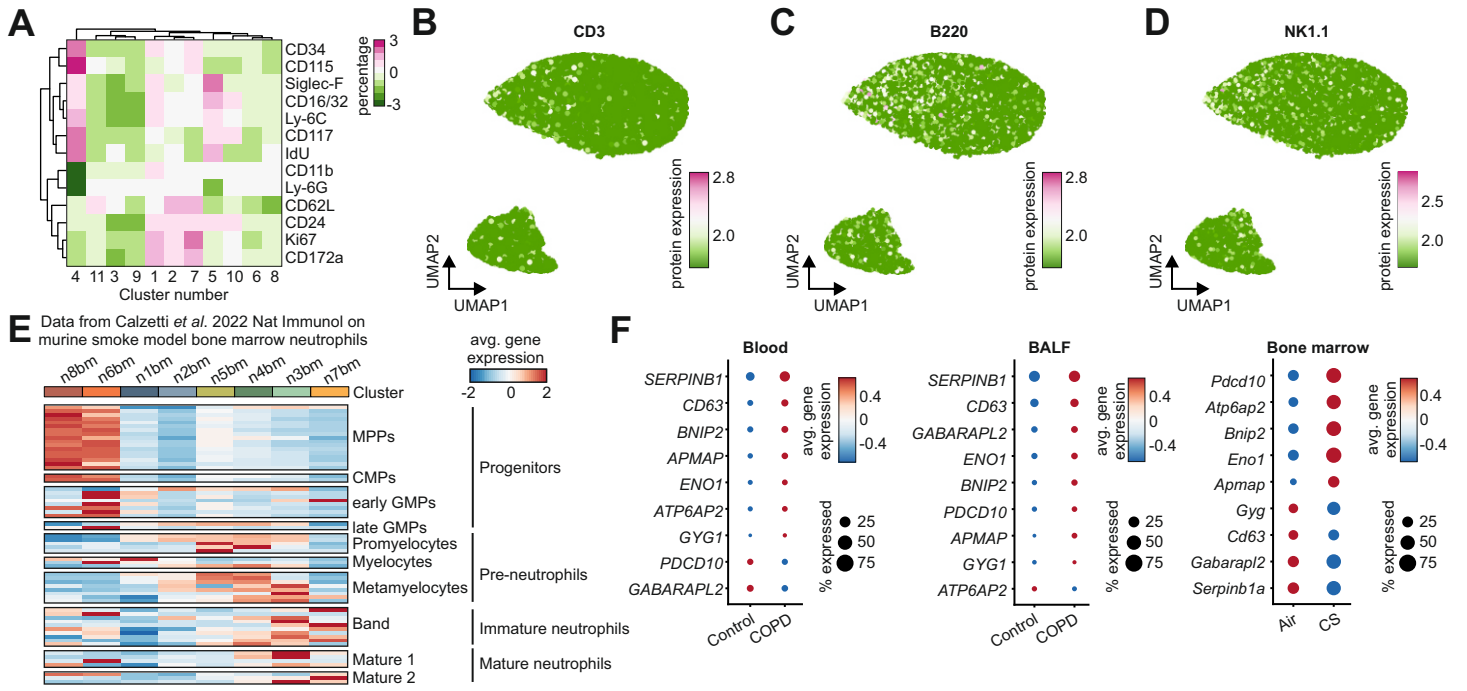 A
CD34
CD115
Siglec-F
CD16/32
Ly-6C
CD117
IdU
CD11b
Ly-6G
CD62L
CD24
Ki67
CD172a
4 11 3 9 1 2 7 5 10 6 8
Cluster number
percentage
3
0
-3
B
CD3
protein expression
2.8
2.0
UMAP2
UMAP1
C
B220
protein expression
2.8
2.0
UMAP2
UMAP1
D
NK1.1
protein expression
2.5
2.0
UMAP2
UMAP1
E
Data from Calzetti et al. 2022 Nat Immunol on
murine smoke model bone marrow neutrophils
n8bm n6bm n1bm n2bm n5bm n4bm n3bm n7bm
Cluster
avg. gene
expression
-2 0 2
MPPs
CMPs
early GMPs
late GMPs
Promyelocytes
Myelocytes
Metamyelocytes
Band
Mature 1
Mature 2
Progenitors
Pre-neutrophils
Immature neutrophils
Mature neutrophils
F
Blood
SERPINB1
CD63
BNIP2
APMAP
ENO1
ATP6AP2
GYG1
PDCD10
GABARAPL2
Control COPD
avg. gene
expression
0.4
-0.4
% expressed
25
50
75
BALF
SERPINB1
CD63
GABARAPL2
ENO1
BNIP2
PDCD10
APMAP
GYG1
ATP6AP2
Control COPD
avg. gene
expression
0.4
-0.4
% expressed
25
50
75
Bone marrow
Pdcd10
Atp6ap2
Bnip2
Eno1
Apmap
Gyg
Cd63
Gabarapl2
Serpinb1a
Air CS
avg. gene
expression
0.4
-0.4
% expressed
25
50
75